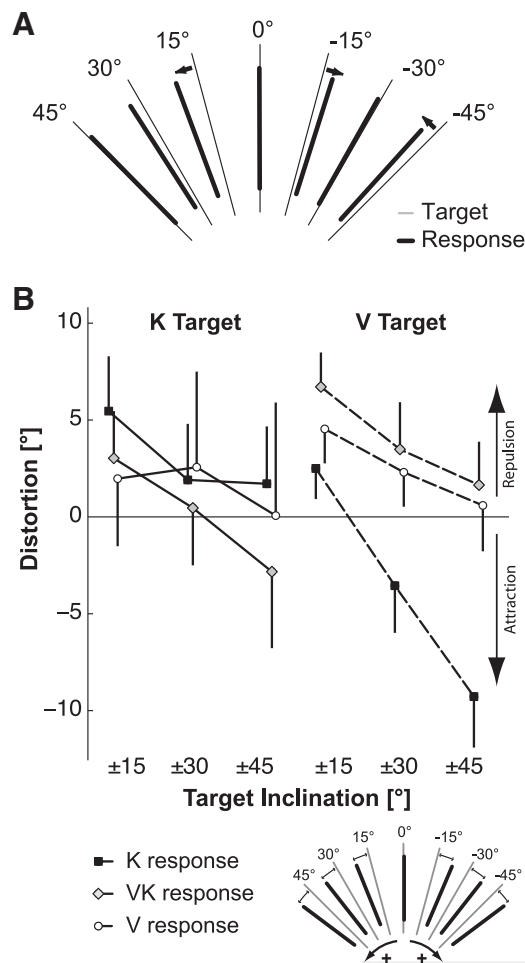 A
0°
15°
-15°
30°
-30°
45°
-45°
Target
Response
B
K Target
V Target
10
5
0
−5
−10
Distortion [°]
Repulsion
Attraction
±15
±30
±45
±15
±30
±45
Target Inclination [°]
K response
VK response
V response
0°
15°
-15°
30°
-30°
45°
-45°
+
+